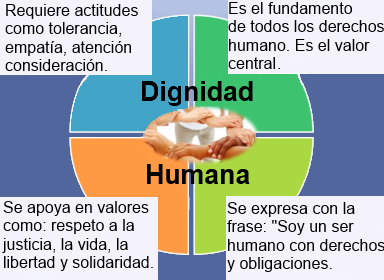 Requiere actitudes
como tolerancia,
empatía, atención
consideración.
Es el fundamento
de todos los derechos
humano. Es el valor
central.
Dignidad
Humana
Se apoya en valores
como: respeto a la
justicia, la vida, la
libertad y solidaridad.
Se expresa con la
frase: "Soy un ser
humano con derechos
y obligaciones.